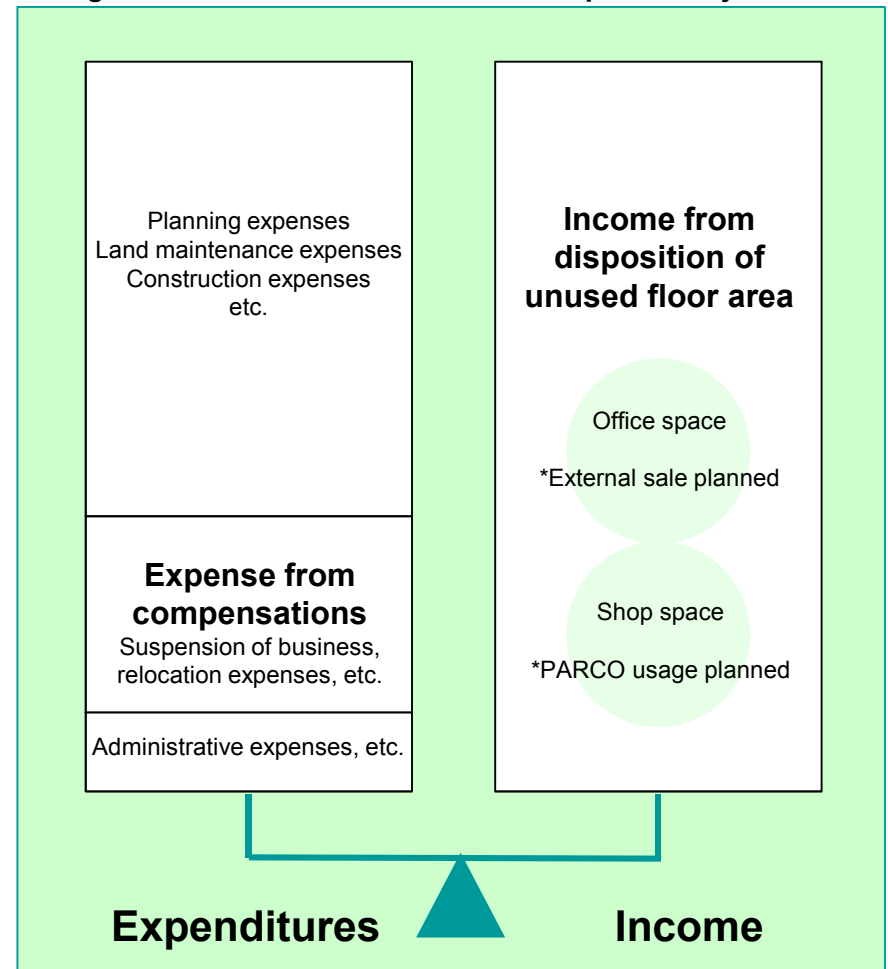 Planning expenses
Land maintenance expenses
Construction expenses
etc.
Expense from
compensations
Suspension of business,
relocation expenses, etc.
Administrative expenses, etc.
Income from
disposition of
unused floor area
Office space
*External sale planned
Shop space
*PARCO usage planned
Expenditures
Income